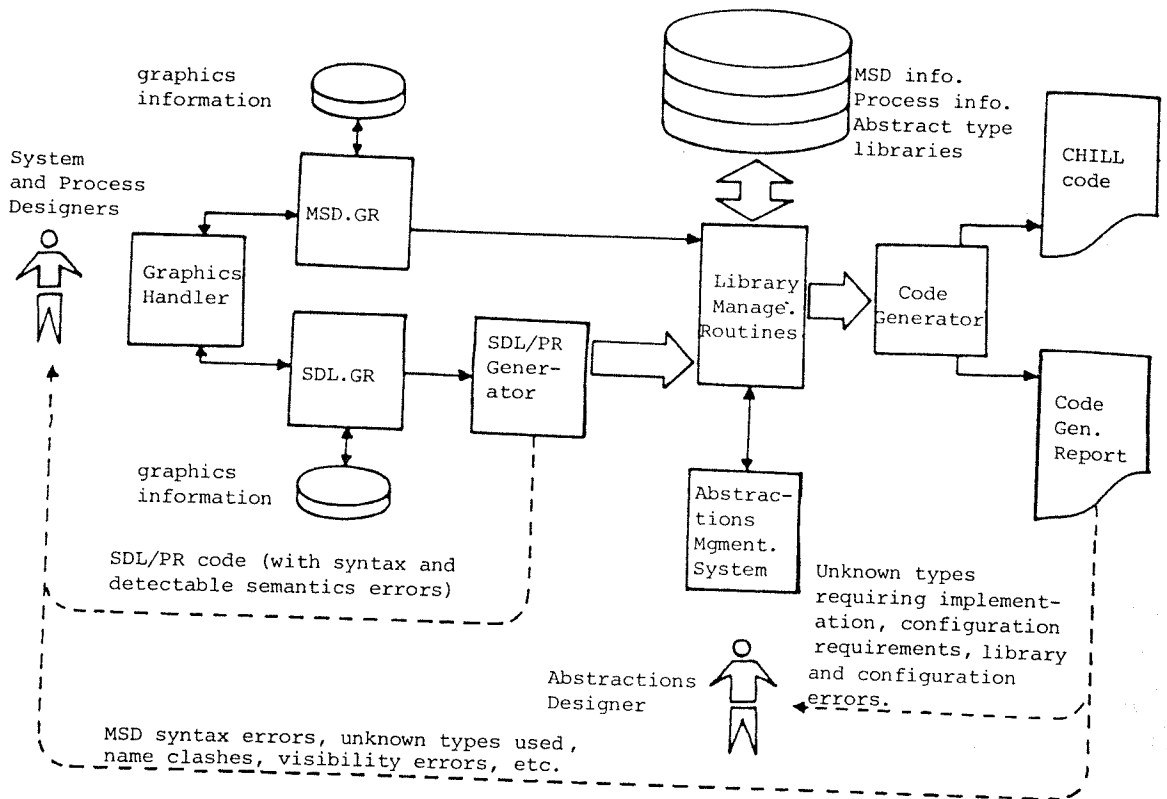 graphics
information
MSD info.
Process info.
Abstract type
libraries
CHILL
code
System
and Process
Designers
MSD.GR
Graphics
Handler
Library
Manage.
Routines
Code
Generator
SDL.GR
SDL/PR
Gener-
ator
Code
Gen.
Report
graphics
information
Abstrac-
tions
Mgment.
System
SDL/PR code (with syntax and
detectable semantics errors)
Unknown types
requiring implement-
ation, configuration
requirements, library
and configuration
errors.
Abstractions
Designer
MSD syntax errors, unknown types used,
name clashes, visibility errors, etc.